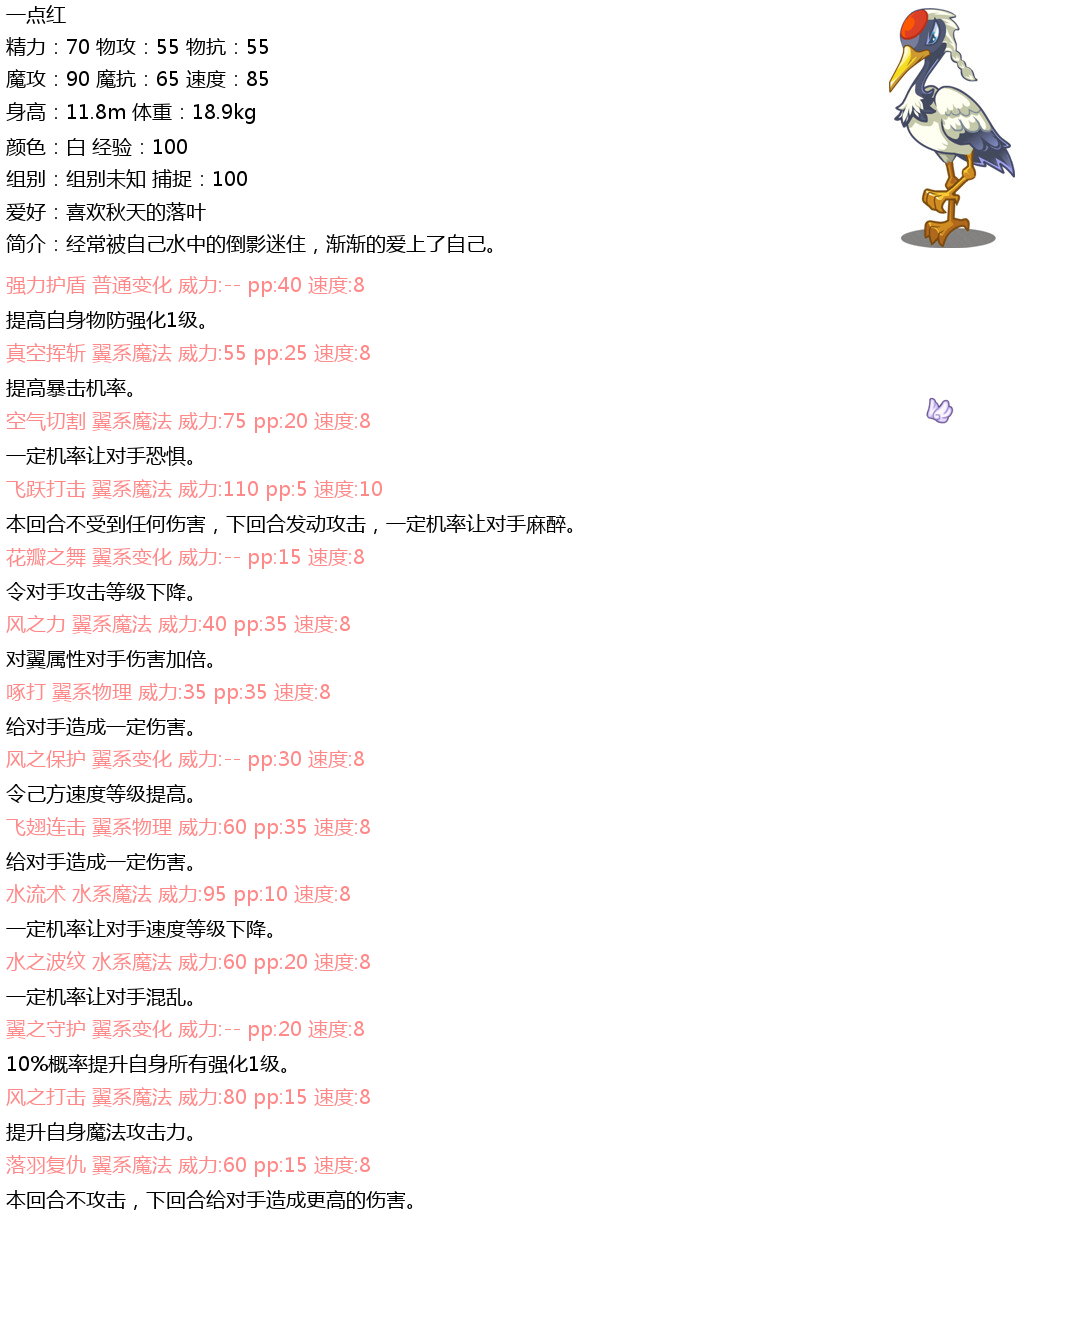 一点红
精力：70 物攻：55 物抗：55
魔攻：90 魔抗：65 速度：85
身高：11.8m 体重：18.9kg
颜色：白 经验：100
组别：组别未知 捕捉：100
爱好：喜欢秋天的落叶
简介：经常被自己水中的倒影迷住，渐渐的爱上了自己。
强力护盾 普通变化 威力:-- pp:40 速度:8
提高自身物防强化1级。
真空挥斩 翼系魔法 威力:55 pp:25 速度:8
提高暴击机率。
空气切割 翼系魔法 威力:75 pp:20 速度:8
一定机率让对手恐惧。
飞跃打击 翼系魔法 威力:110 pp:5 速度:10
本回合不受到任何伤害，下回合发动攻击，一定机率让对手麻醉。
花瓣之舞 翼系变化 威力:-- pp:15 速度:8
令对手攻击等级下降。
风之力 翼系魔法 威力:40 pp:35 速度:8
对翼属性对手伤害加倍。
啄打 翼系物理 威力:35 pp:35 速度:8
给对手造成一定伤害。
风之保护 翼系变化 威力:-- pp:30 速度:8
令己方速度等级提高。
飞翅连击 翼系物理 威力:60 pp:35 速度:8
给对手造成一定伤害。
水流术 水系魔法 威力:95 pp:10 速度:8
一定机率让对手速度等级下降。
水之波纹 水系魔法 威力:60 pp:20 速度:8
一定机率让对手混乱。
翼之守护 翼系变化 威力:-- pp:20 速度:8
10%概率提升自身所有强化1级。
风之打击 翼系魔法 威力:80 pp:15 速度:8
提升自身魔法攻击力。
落羽复仇 翼系魔法 威力:60 pp:15 速度:8
本回合不攻击，下回合给对手造成更高的伤害。